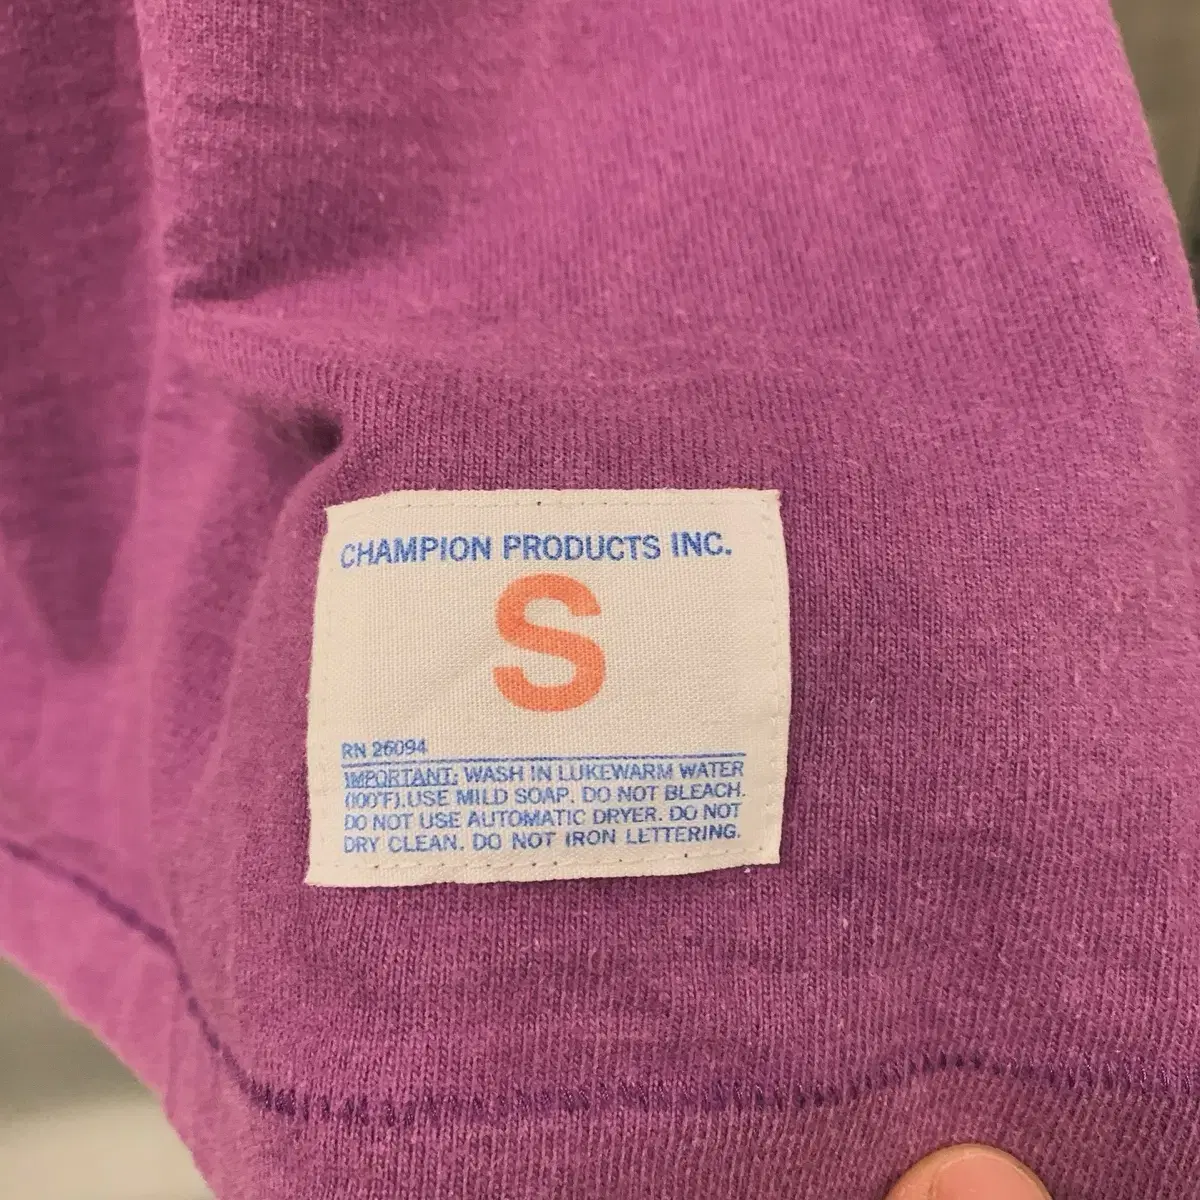 CHAMPION PRODUCTS INC.
S
RN 26094
IMPORTANT: WASH IN LUKEWARM WATER
(100°F). USE MILD SOAP. DO NOT BLEACH.
DO NOT USE AUTOMATIC DRYER. DO NOT
DRY CLEAN. DO NOT IRON LETTERING.